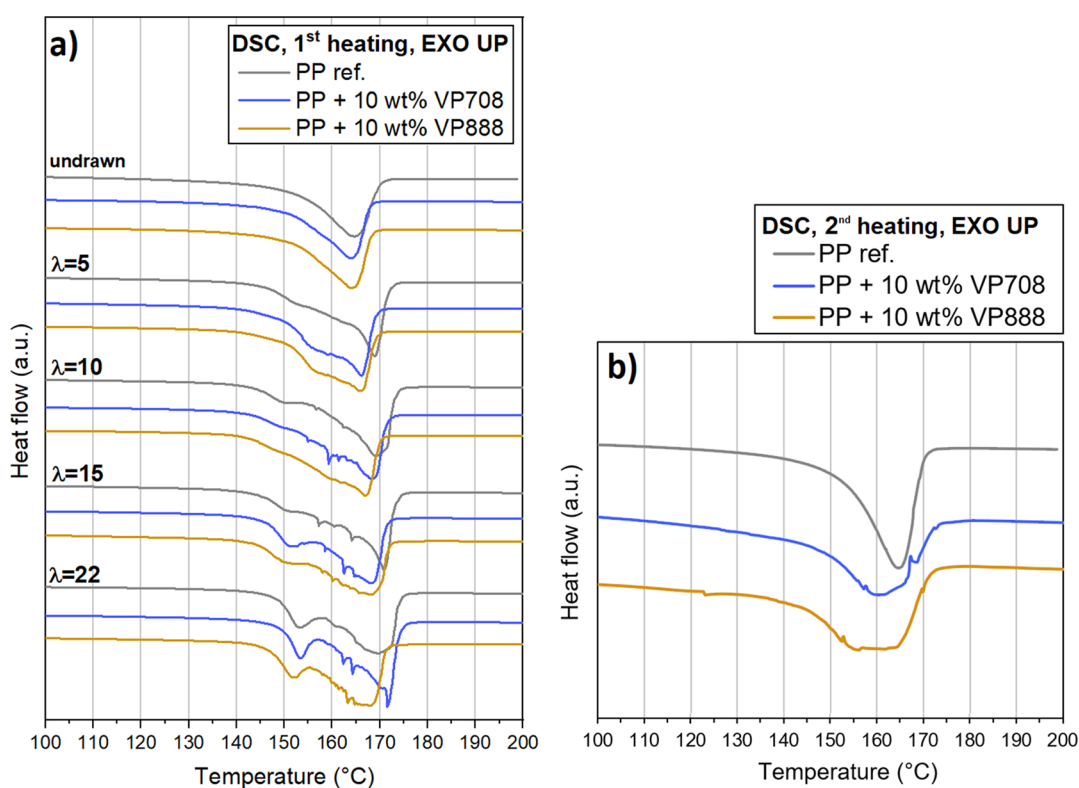 a)
DSC, 1st heating, EXO UP
PP ref.
PP + 10 wt% VP708
PP + 10 wt% VP888
undrawn
λ=5
λ=10
λ=15
λ=22
Heat flow (a.u.)
100 110 120 130 140 150 160 170 180 190 200
Temperature (°C)
DSC, 2nd heating, EXO UP
PP ref.
PP + 10 wt% VP708
PP + 10 wt% VP888
b)
Heat flow (a.u.)
100 110 120 130 140 150 160 170 180 190 200
Temperature (°C)